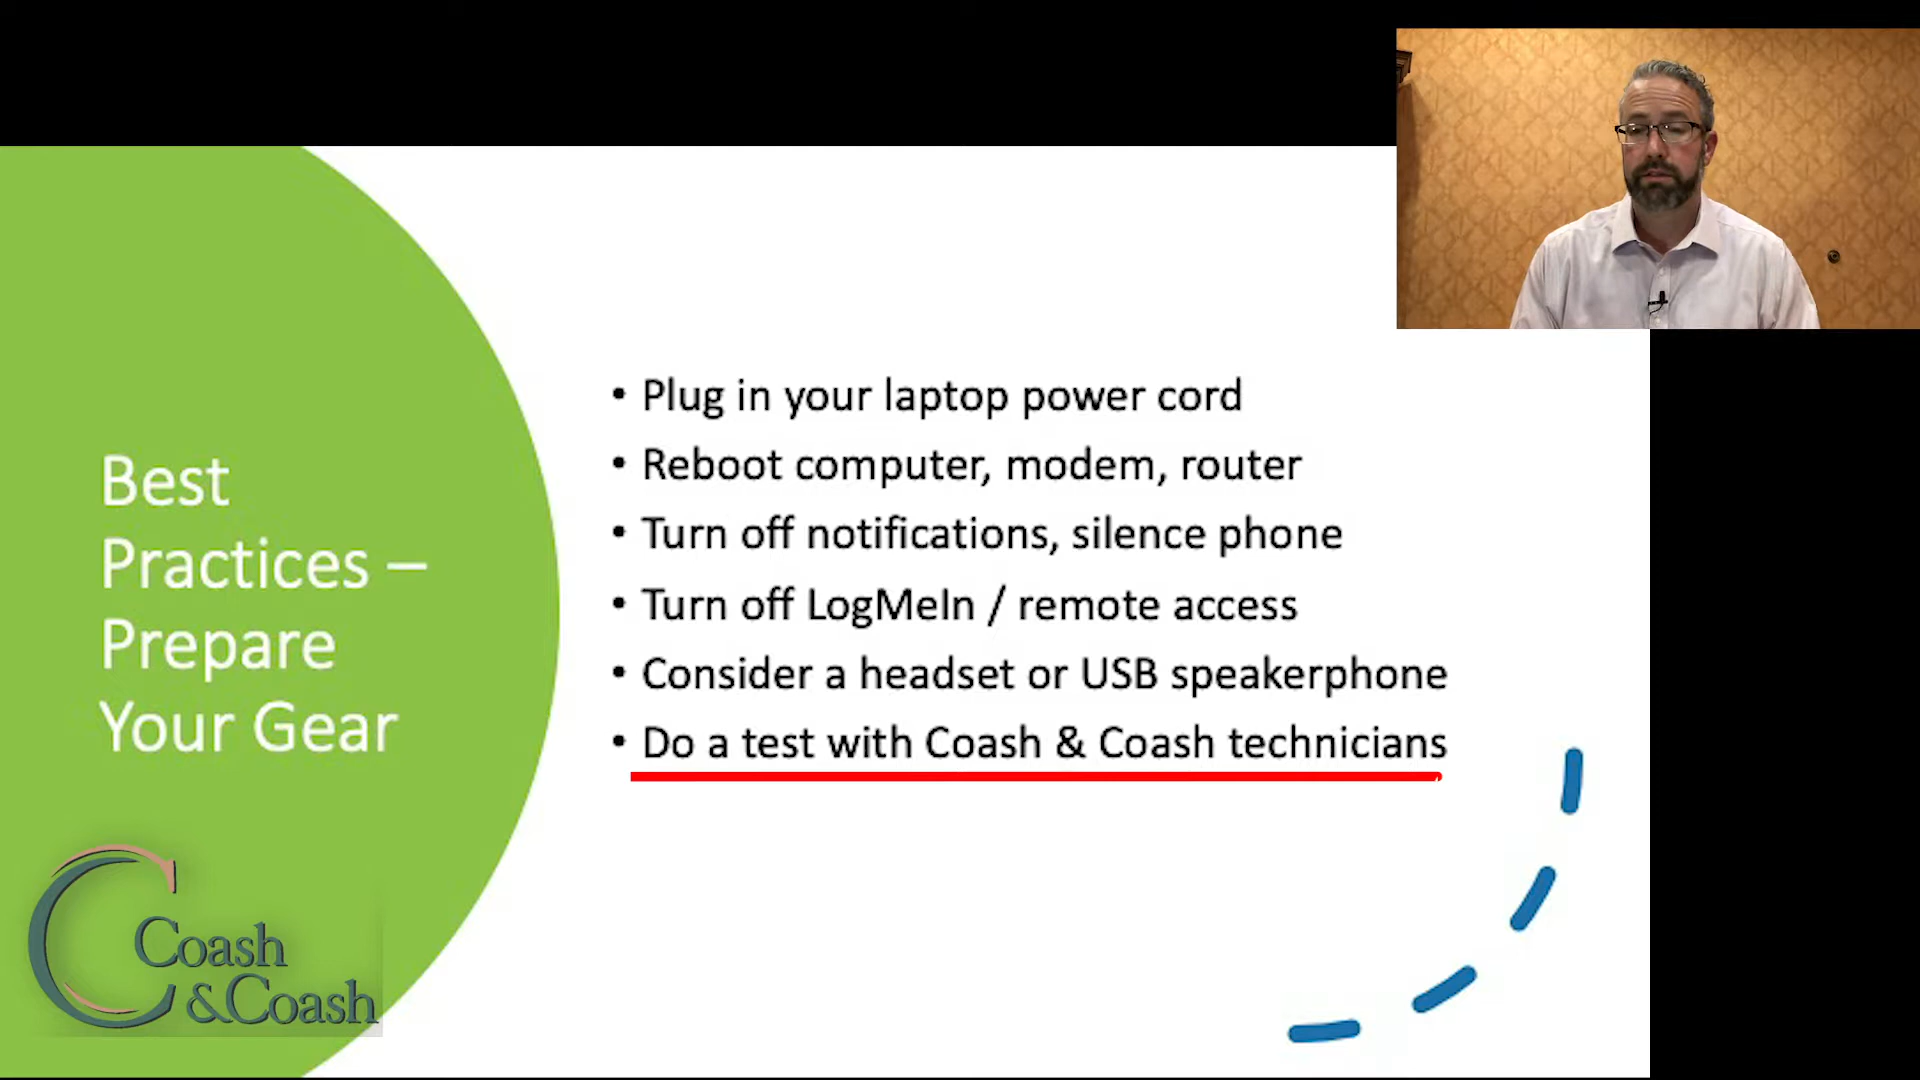 Best
Practices –
Prepare
Your Gear
• Plug in your laptop power cord
• Reboot computer, modem, router
• Turn off notifications, silence phone
• Turn off LogMeIn / remote access
• Consider a headset or USB speakerphone
• Do a test with Coash & Coash technicians
Coash
&Coash